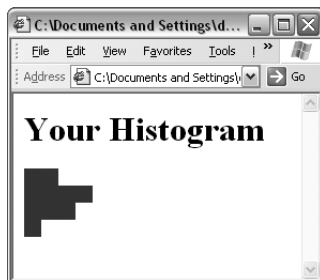 C:\Documents and Settings\d...
File Edit View Favorites Tools »
Address C:\Documents and Settings\ Go
Your Histogram